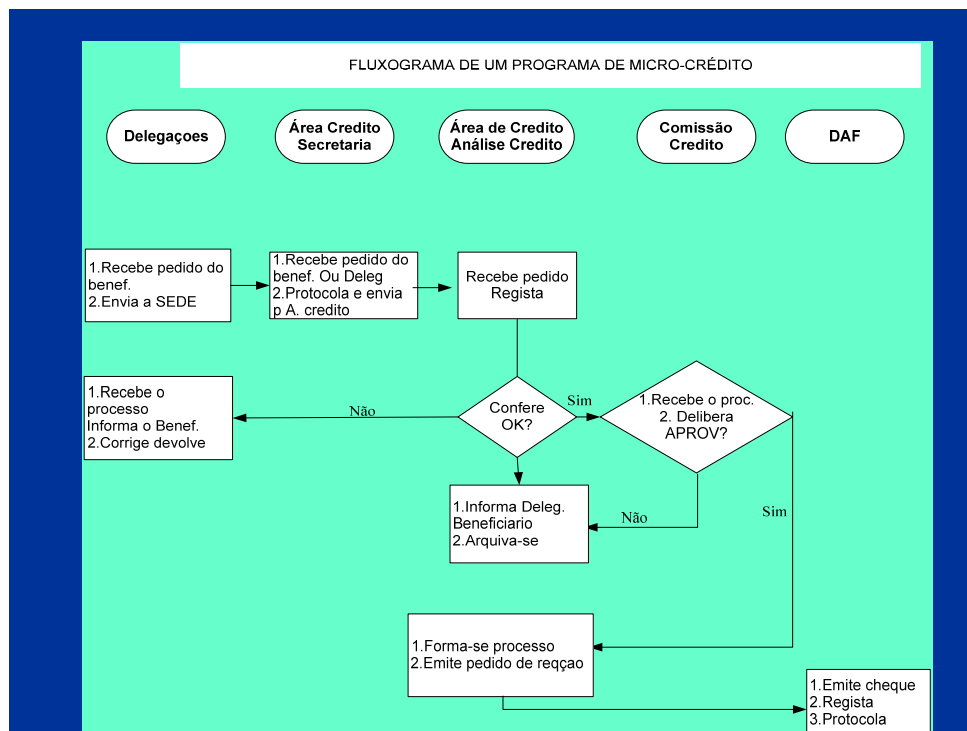 FLUXOGRAMA DE UM PROGRAMA DE MICRO-CRÉDITO
Delegaçoes
Área Credito
Secretaria
Área de Credito
Análise Credito
Comissão
Credito
DAF
1.Recebe pedido do
benef.
2.Envia a SEDE
1.Recebe pedido do
benef. Ou Deleg
2.Protocola e envia
p A. credito
Recebe pedido
Regista
1.Recebe o
processo
Informa o Benef.
2.Corrige devolve
Não
Confere
OK?
Sim
1.Recebe o proc.
2. Delibera
APROV?
1.Informa Deleg.
Beneficiario
2.Arquiva-se
Não
Sim
1.Forma-se processo
2.Emite pedido de reqçao
1.Emite cheque
2.Regista
3.Protocola